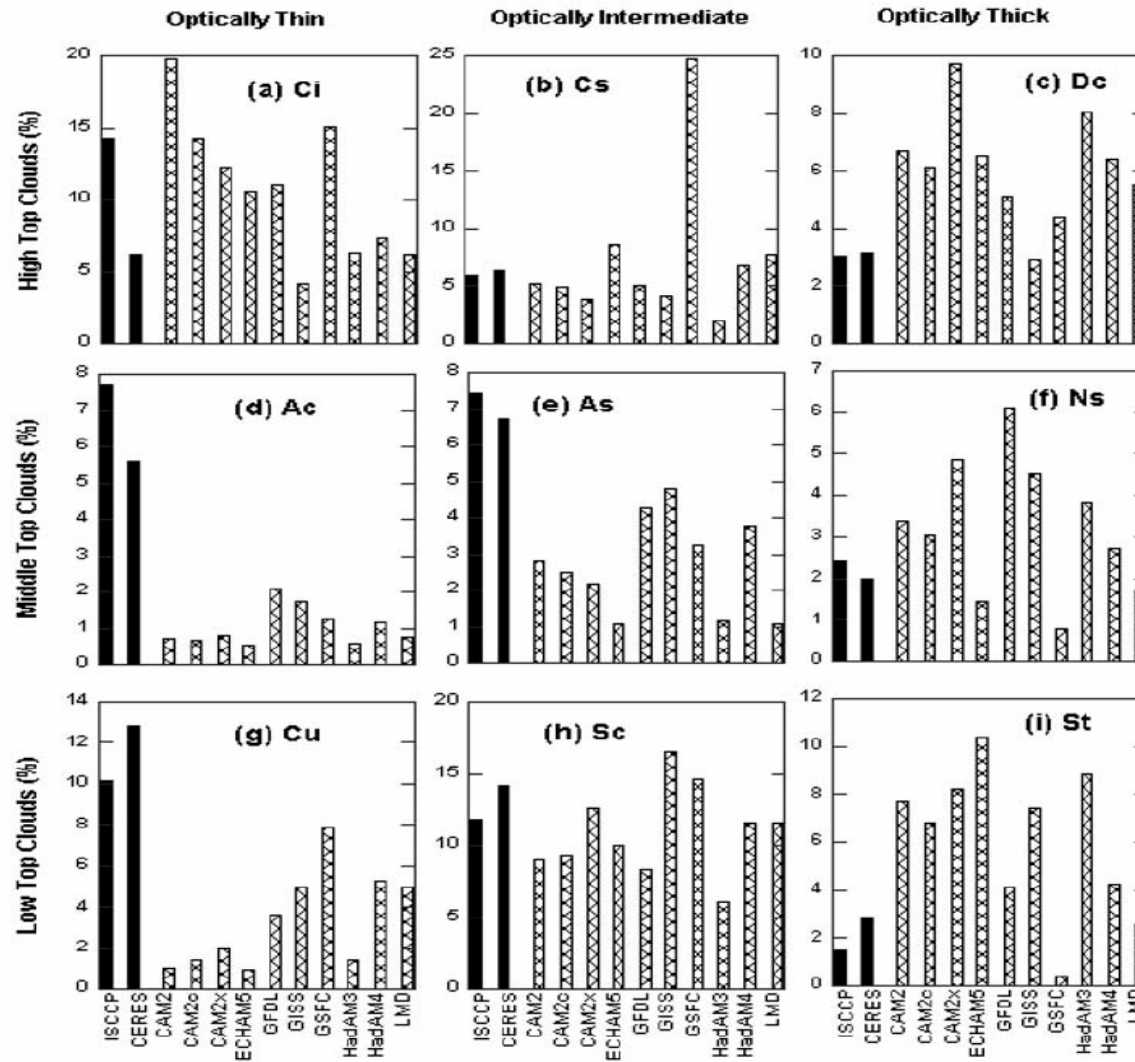 Optically Thin Optically Intermediate Optically Thick
High Top Clouds (%)
20
15
10
5
0
(a) Ci
25
20
15
10
5
0
(b) Cs
10
8
6
4
2
0
(c) Dc
Middle Top Clouds (%)
8
7
6
5
4
3
2
1
0
(d) Ac
8
7
6
5
4
3
2
1
0
(e) As
7
6
5
4
3
2
1
0
(f) Ns
Low Top Clouds (%)
14
12
10
8
6
4
2
0
(g) Cu
20
15
10
5
0
(h) Sc
12
10
8
6
4
2
0
(i) St
ISCCP
CERES
CAM2
CAM2c
CAM2x
ECHAM5
GFDL
GISS
GSFC
HadAM3
HadAM4
LMD
ISCCP
CERES
CAM2
CAM2c
CAM2x
ECHAM5
GFDL
GISS
GSFC
HadAM3
HadAM4
LMD
ISCCP
CERES
CAM2
CAM2c
CAM2x
ECHAM5
GFDL
GISS
GSFC
HadAM3
HadAM4